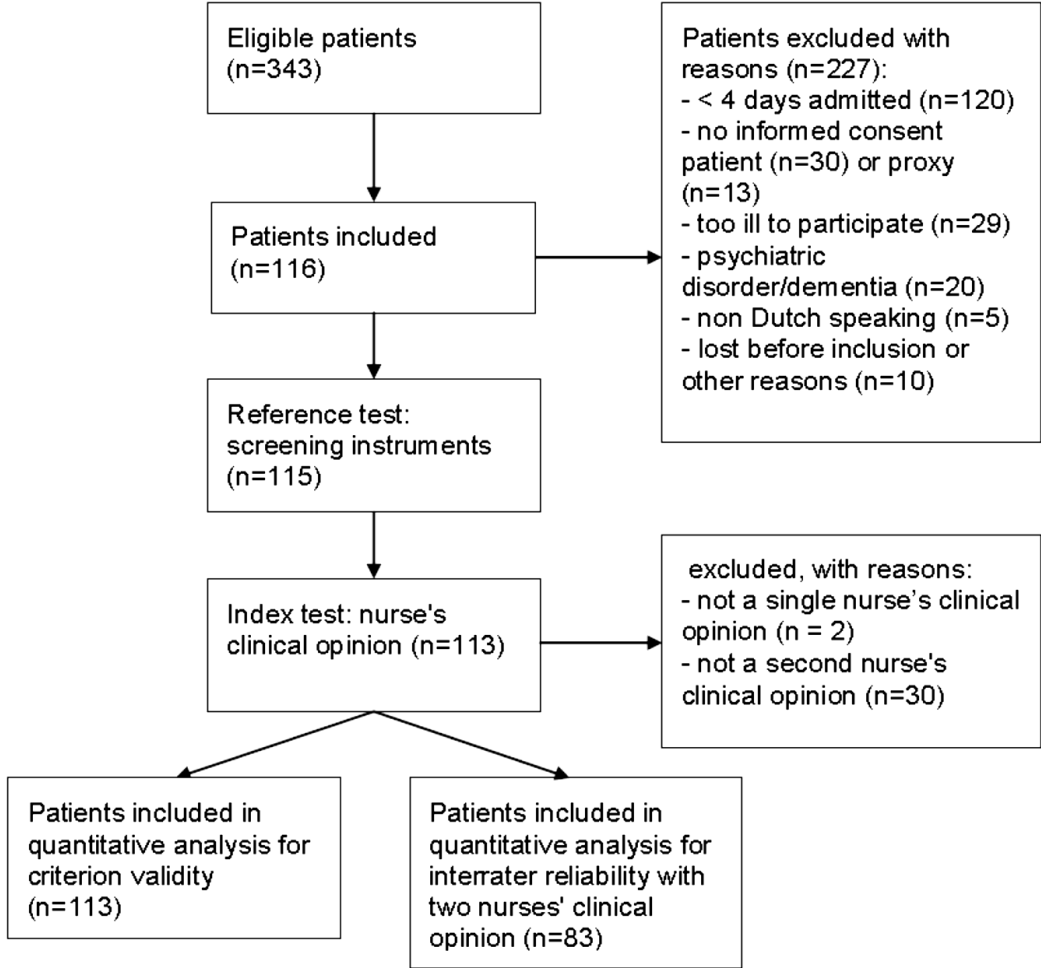 Eligible patients
(n=343)
Patients excluded with
reasons (n=227):
- < 4 days admitted (n=120)
- no informed consent
patient (n=30) or proxy
(n=13)
- too ill to participate (n=29)
- psychiatric
disorder/dementia (n=20)
- non Dutch speaking (n=5)
- lost before inclusion or
other reasons (n=10)
Patients included
(n=116)
Reference test:
screening instruments
(n=115)
Index test: nurse's
clinical opinion (n=113)
excluded, with reasons:
- not a single nurse’s clinical
opinion (n = 2)
- not a second nurse's
clinical opinion (n=30)
Patients included in
quantitative analysis for
criterion validity
(n=113)
Patients included in
quantitative analysis for
interrater reliability with
two nurses' clinical
opinion (n=83)